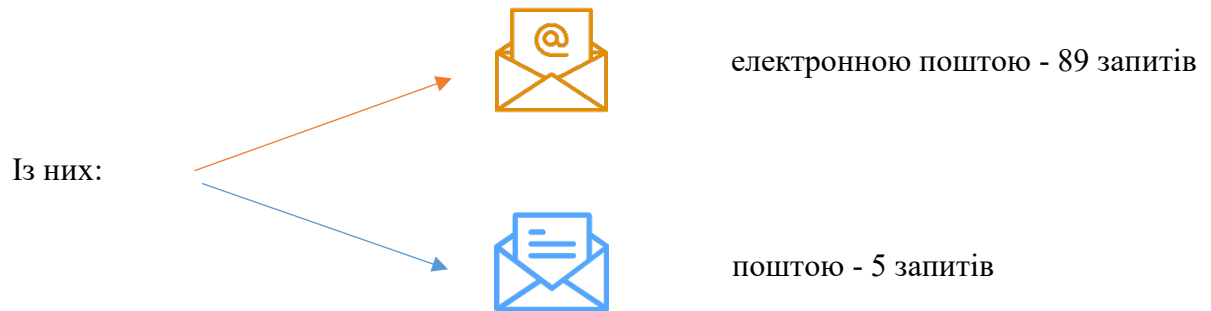 @
електронною поштою - 89 запитів
Із них:
поштою - 5 запитів